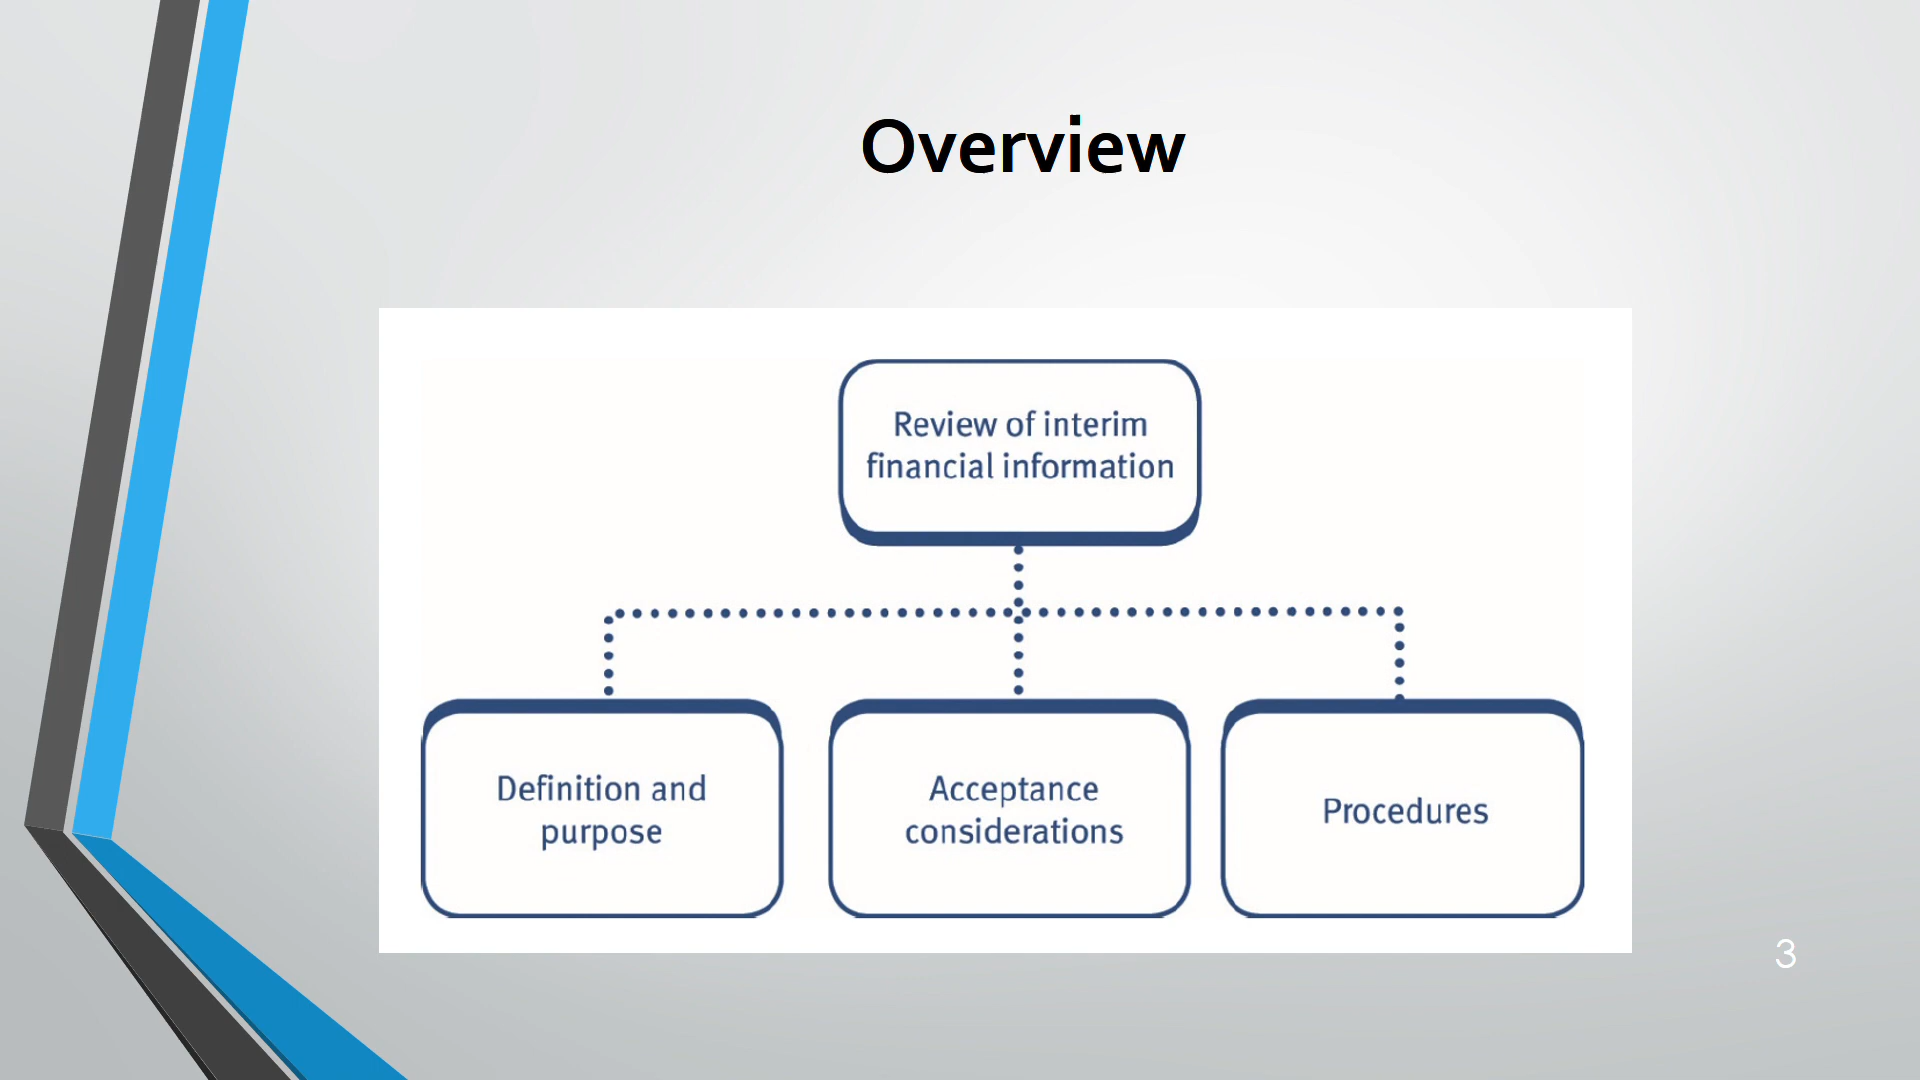 Overview
Review of interim
financial information
Definition and
purpose
Acceptance
considerations
Procedures
3